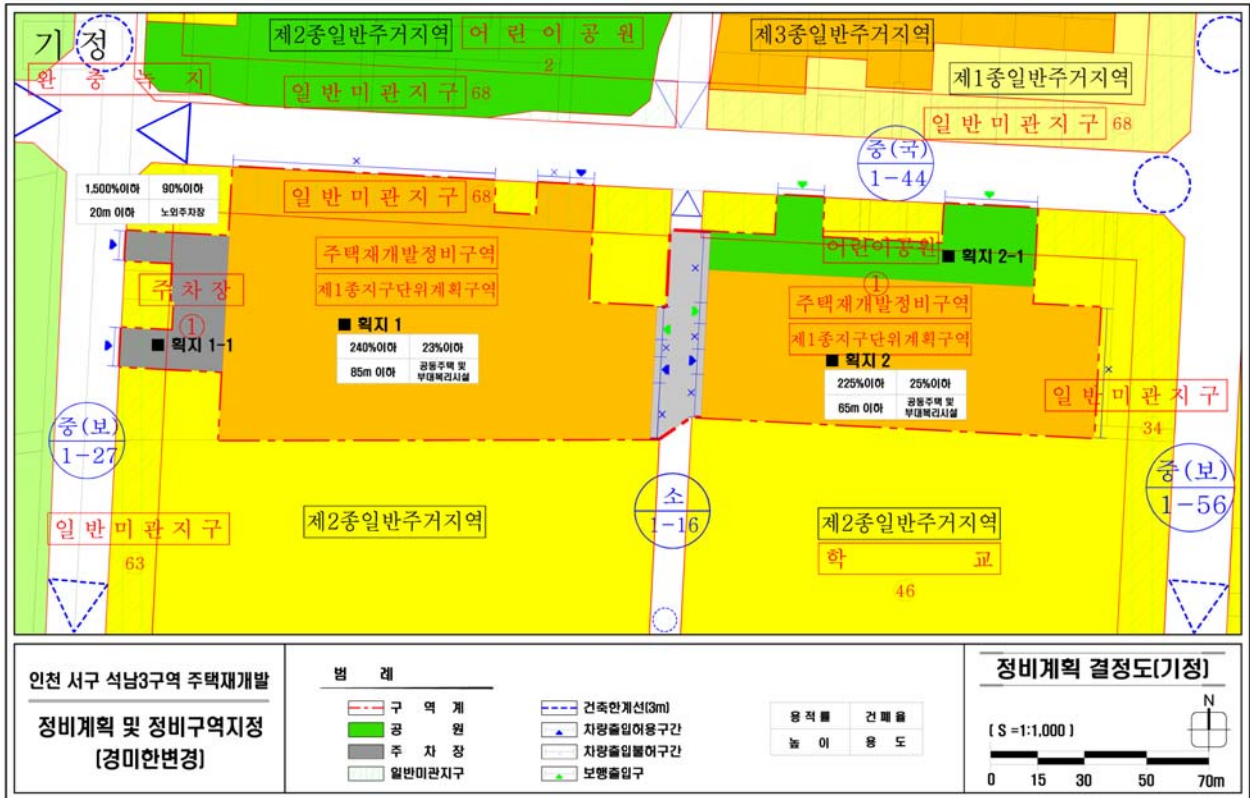 기 정
제2종일반주거지역
어 린 이 공 원
2
제3종일반주거지역
완 충 녹 지
일 반 미 관 지 구 68
제1종일반주거지역
일 반 미 관 지 구 68
중(국)
1-44
1,500%이하 90%이하
20m 이하 노외주차장
일 반 미 관 지 구 68
주택재개발정비구역
제1종지구단위계획구역
어린이공원
①
■ 획지 2-1
주 차 장
①
■ 획지 1-1
■ 획지 1
240%이하 23%이하
85m 이하 공동주택 및 부대복리시설
주택재개발정비구역
제1종지구단위계획구역
■ 획지 2
225%이하 25%이하
65m 이하 공동주택 및 부대복리시설
일 반 미 관 지 구
34
중(보)
1-27
중(보)
1-56
소
1-16
일 반 미 관 지 구
63
제2종일반주거지역
제2종일반주거지역
학 교
46
인천 서구 석남3구역 주택재개발
정비계획 및 정비구역지정
(경미한변경)
범 례
구 역 계
공 원
주 차 장
일반미관지구
건축한계선(3m)
차량출입허용구간
차량출입불허구간
보행출입구
용 적 률 건 폐 율
높 이 용 도
정비계획 결정도(기정)
N
( S =1:1,000 )
0 15 30 50 70m